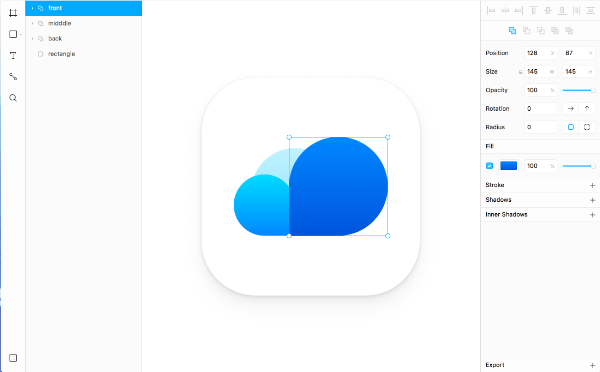 front
midddle
back
rectangle
Position 128 X 87 Y
Size 145 W 145 H
Opacity 100 %
Rotation 0
Radius 0
Fill
100 %
Stroke
Shadows
Inner Shadows
Export